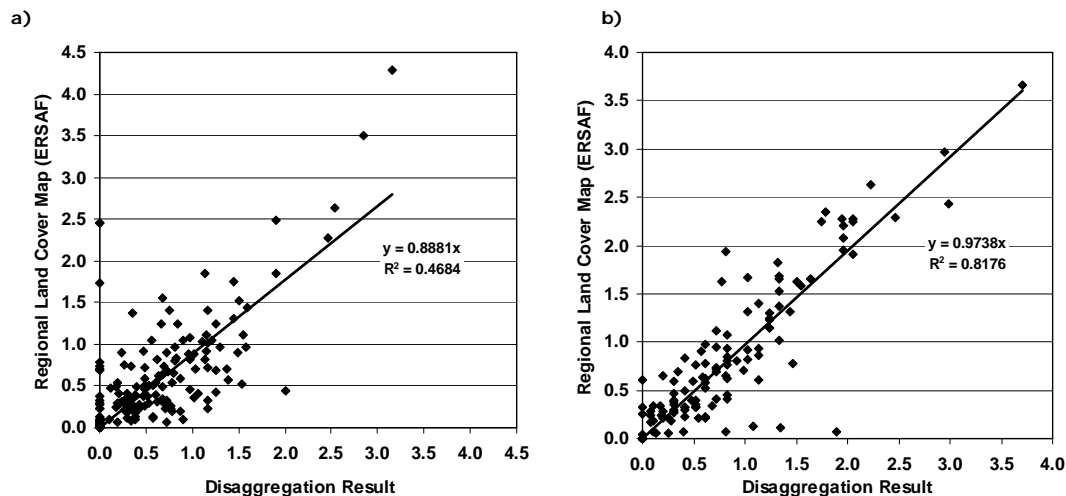 a)
b)
Regional Land Cover Map (ERSAF)
4.5
4.0
3.5
3.0
2.5
2.0
1.5
1.0
0.5
0.0
y = 0.8881x
R² = 0.4684
0.0 0.5 1.0 1.5 2.0 2.5 3.0 3.5 4.0 4.5
Disaggregation Result
Regional Land Cover Map (ERSAF)
4.0
3.5
3.0
2.5
2.0
1.5
1.0
0.5
0.0
y = 0.9738x
R² = 0.8176
0.0 0.5 1.0 1.5 2.0 2.5 3.0 3.5 4.0
Disaggregation Result